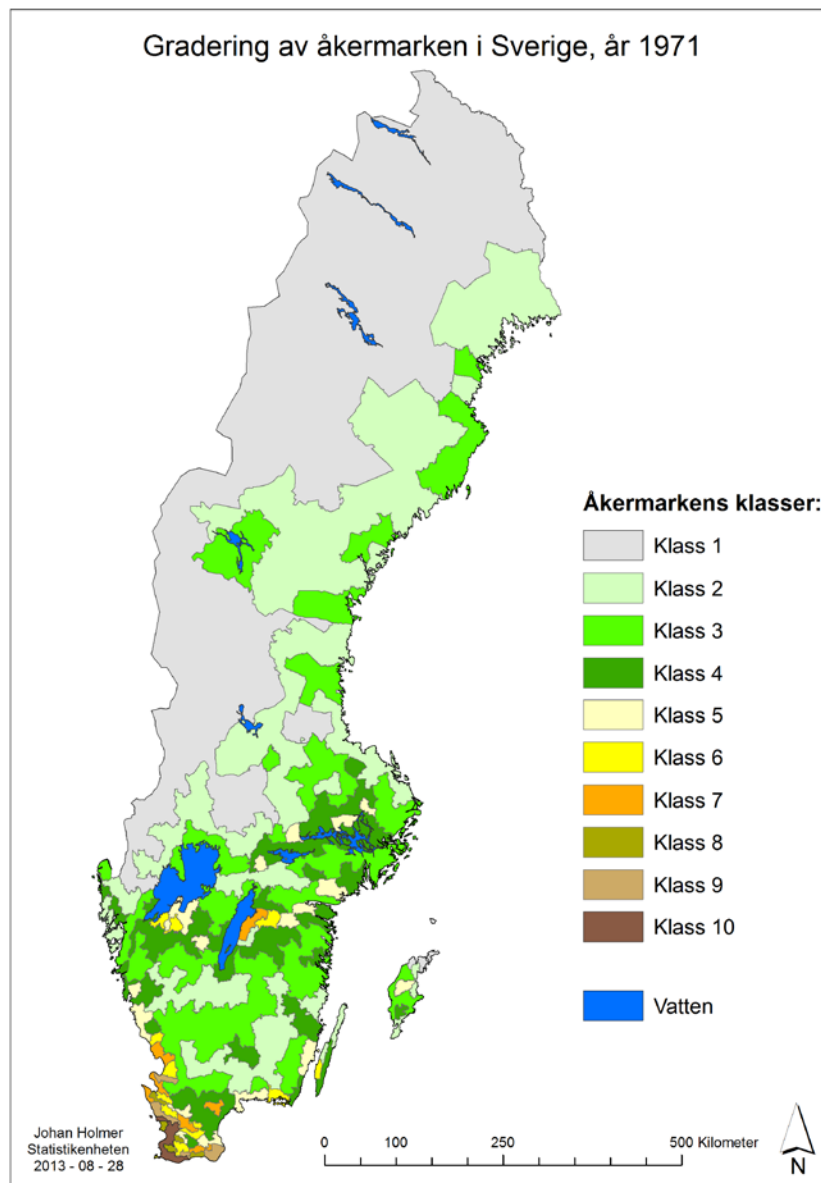 Gradering av åkermarken i Sverige, år 1971
Åkermarkens klasser:
Klass 1
Klass 2
Klass 3
Klass 4
Klass 5
Klass 6
Klass 7
Klass 8
Klass 9
Klass 10
Vatten
Johan Holmer
Statistikenheten
2013 - 08 - 28
0 100 250 500 Kilometer
N